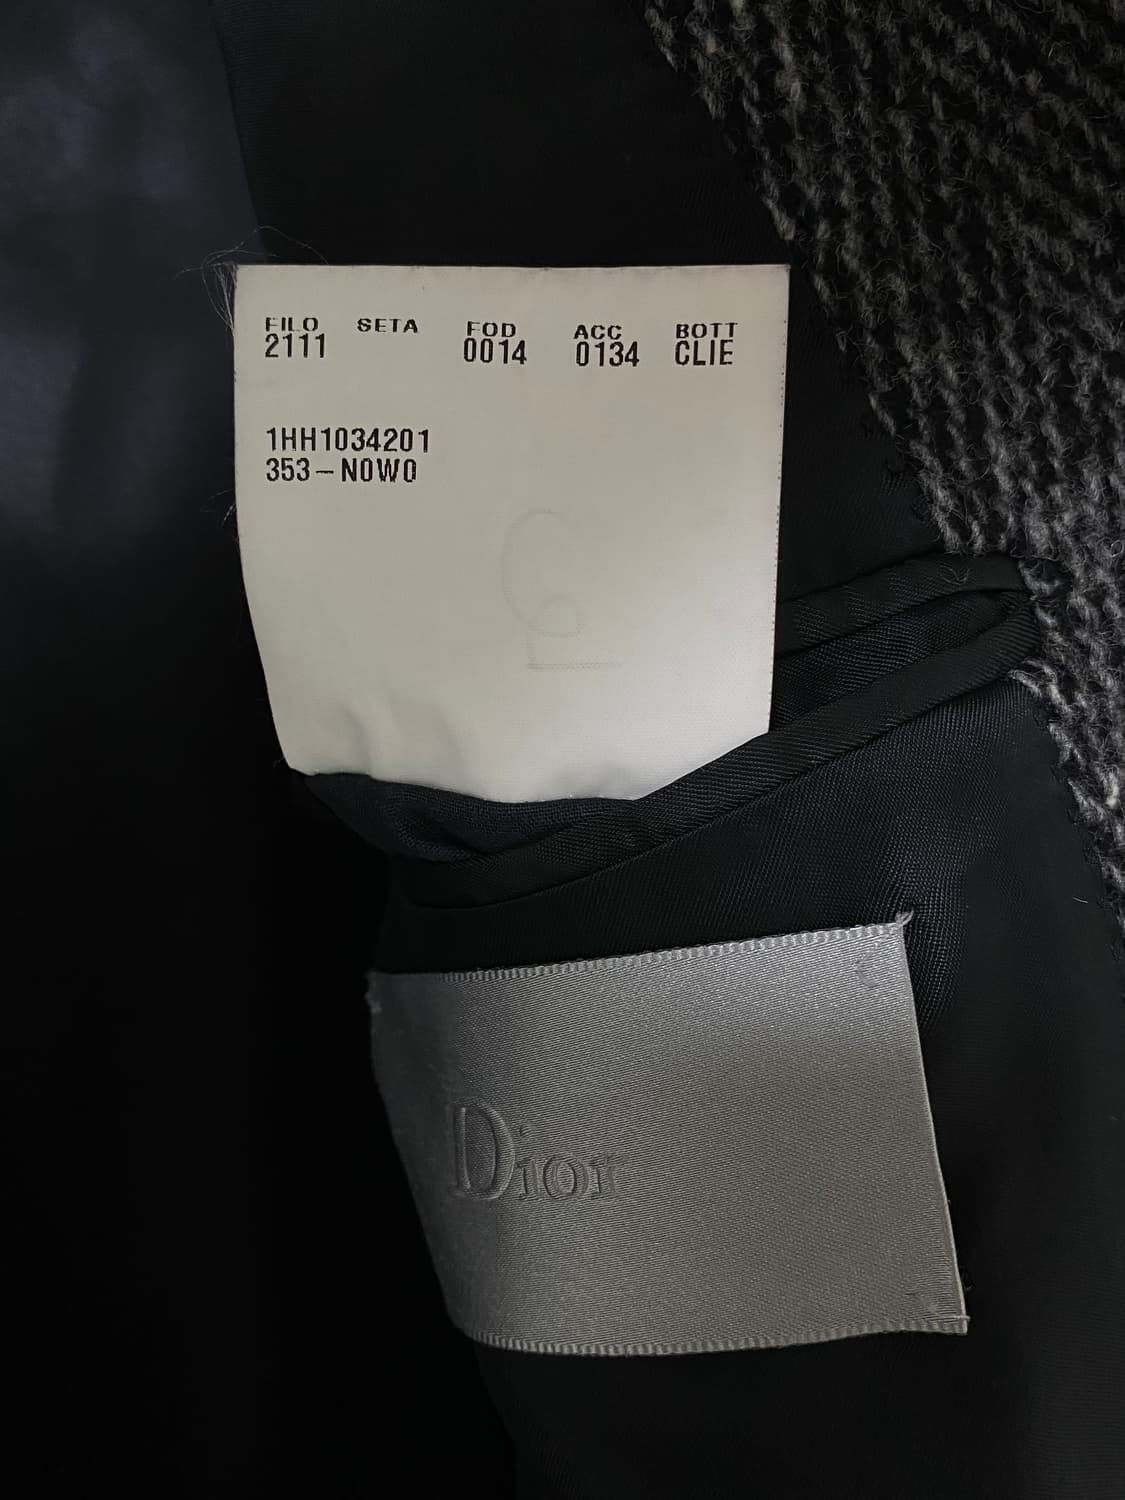 FILO SETA FOD ACC BOTT
2111 0014 0134 CLIE
1HH1034201
353-N0W0
Dior